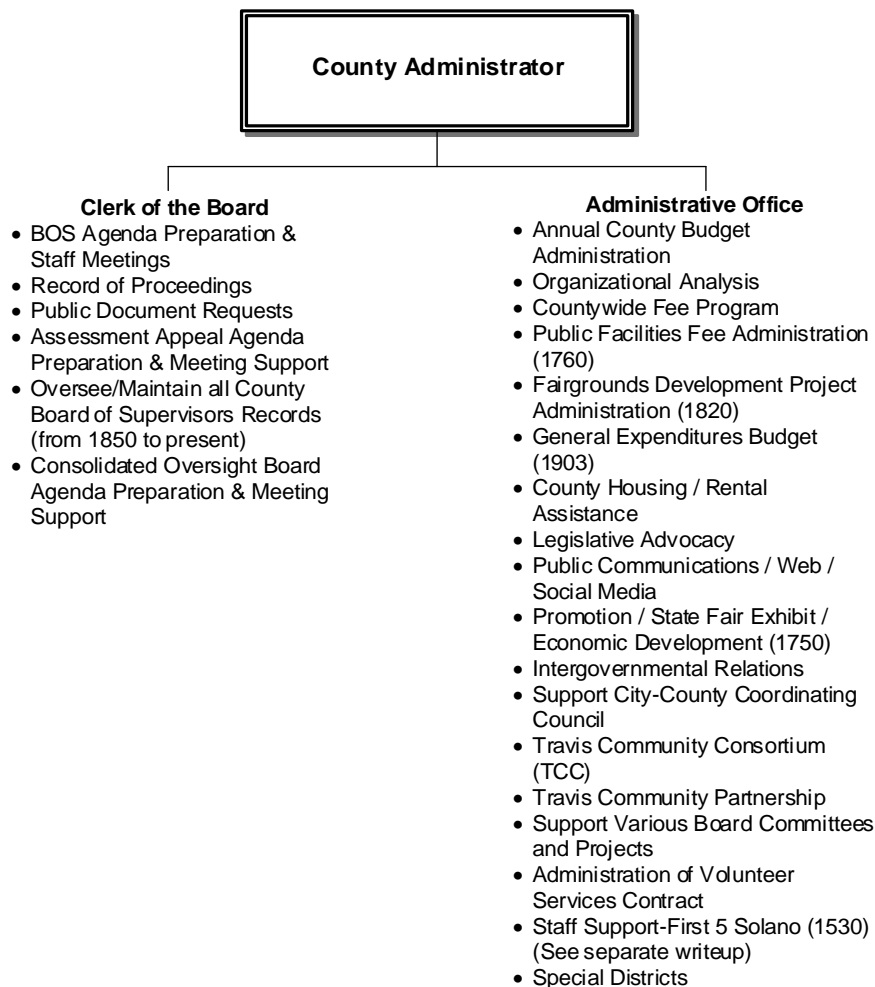 County Administrator
Clerk of the Board
• BOS Agenda Preparation &
Staff Meetings
• Record of Proceedings
• Public Document Requests
• Assessment Appeal Agenda
Preparation & Meeting Support
• Oversee/Maintain all County
Board of Supervisors Records
(from 1850 to present)
• Consolidated Oversight Board
Agenda Preparation & Meeting
Support
Administrative Office
• Annual County Budget
Administration
• Organizational Analysis
• Countywide Fee Program
• Public Facilities Fee Administration
(1760)
• Fairgrounds Development Project
Administration (1820)
• General Expenditures Budget
(1903)
• County Housing / Rental
Assistance
• Legislative Advocacy
• Public Communications / Web /
Social Media
• Promotion / State Fair Exhibit /
Economic Development (1750)
• Intergovernmental Relations
• Support City-County Coordinating
Council
• Travis Community Consortium
(TCC)
• Travis Community Partnership
• Support Various Board Committees
and Projects
• Administration of Volunteer
Services Contract
• Staff Support-First 5 Solano (1530)
(See separate writeup)
• Special Districts